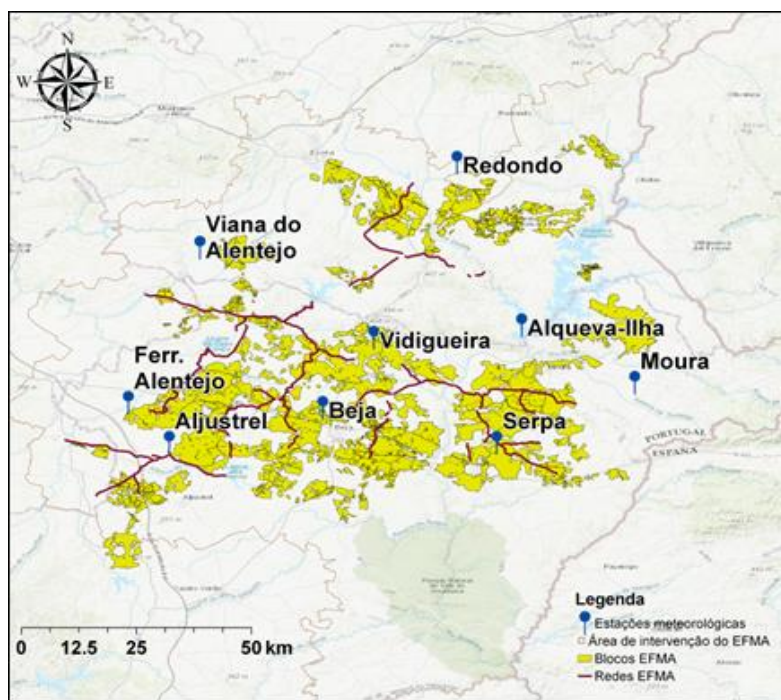 N
W E
S
Redondo
Viana do
Alentejo
Alqueva-Ilha
Vidigueira
Moura
Ferr.
Alentejo
Beja
Aljustrel
Serpa
PORTUGAL
ESPAÑA
Legenda
Estações meteorológicas
Área de intervenção do EFMA
Blocos EFMA
Redes EFMA
0 12.5 25 50 km